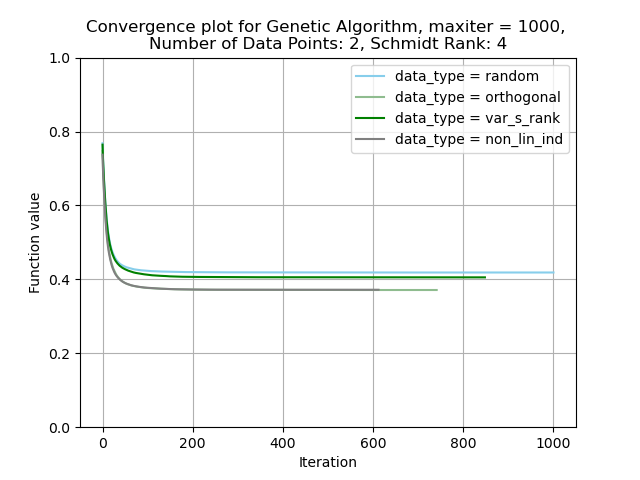 Convergence plot for Genetic Algorithm, maxiter = 1000,
Number of Data Points: 2, Schmidt Rank: 4
data_type = random
data_type = orthogonal
data_type = var_s_rank
data_type = non_lin_ind
Function value
1.0
0.8
0.6
0.4
0.2
0.0
0 200 400 600 800 1000
Iteration